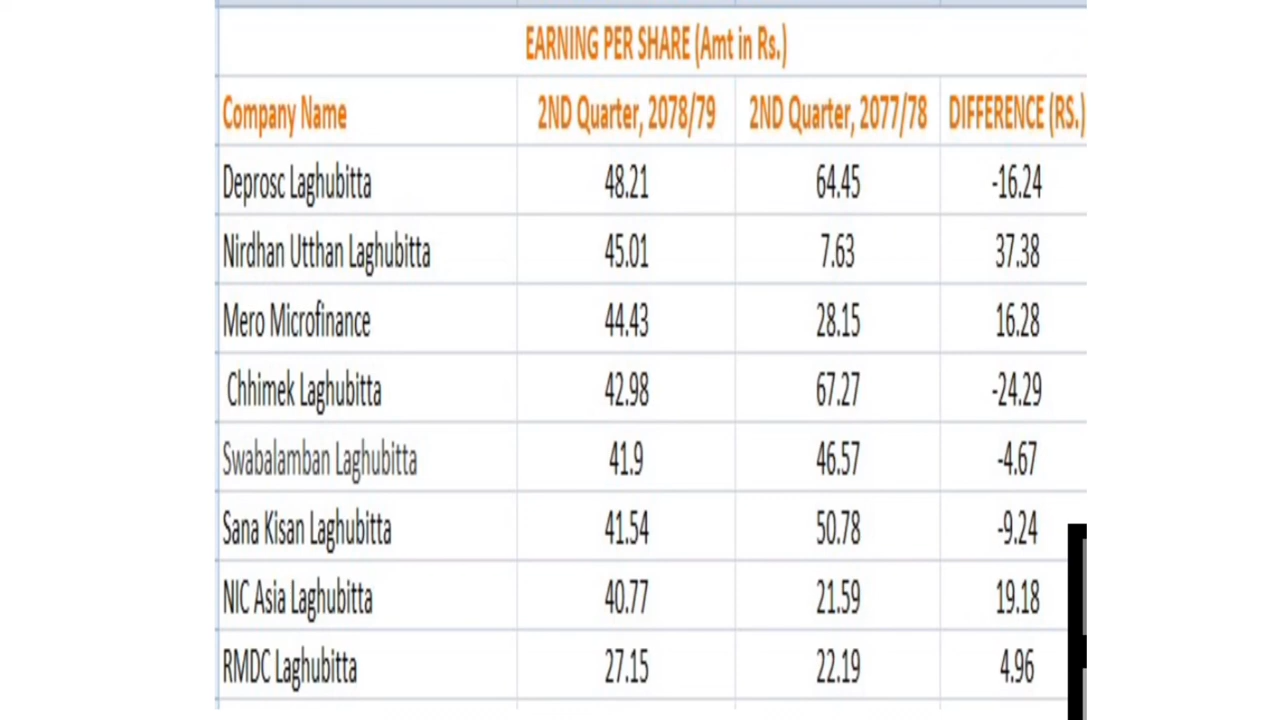 EARNING PER SHARE (Amt in Rs.)
Company Name 2ND Quarter, 2078/79 2ND Quarter, 2077/78 DIFFERENCE (RS.)
Deprosc Laghubitta 48.21 64.45 -16.24
Nirdhan Utthan Laghubitta 45.01 7.63 37.38
Mero Microfinance 44.43 28.15 16.28
Chhimek Laghubitta 42.98 67.27 -24.29
Swabalamban Laghubitta 41.9 46.57 -4.67
Sana Kisan Laghubitta 41.54 50.78 -9.24
NIC Asia Laghubitta 40.77 21.59 19.18
RMDC Laghubitta 27.15 22.19 4.96